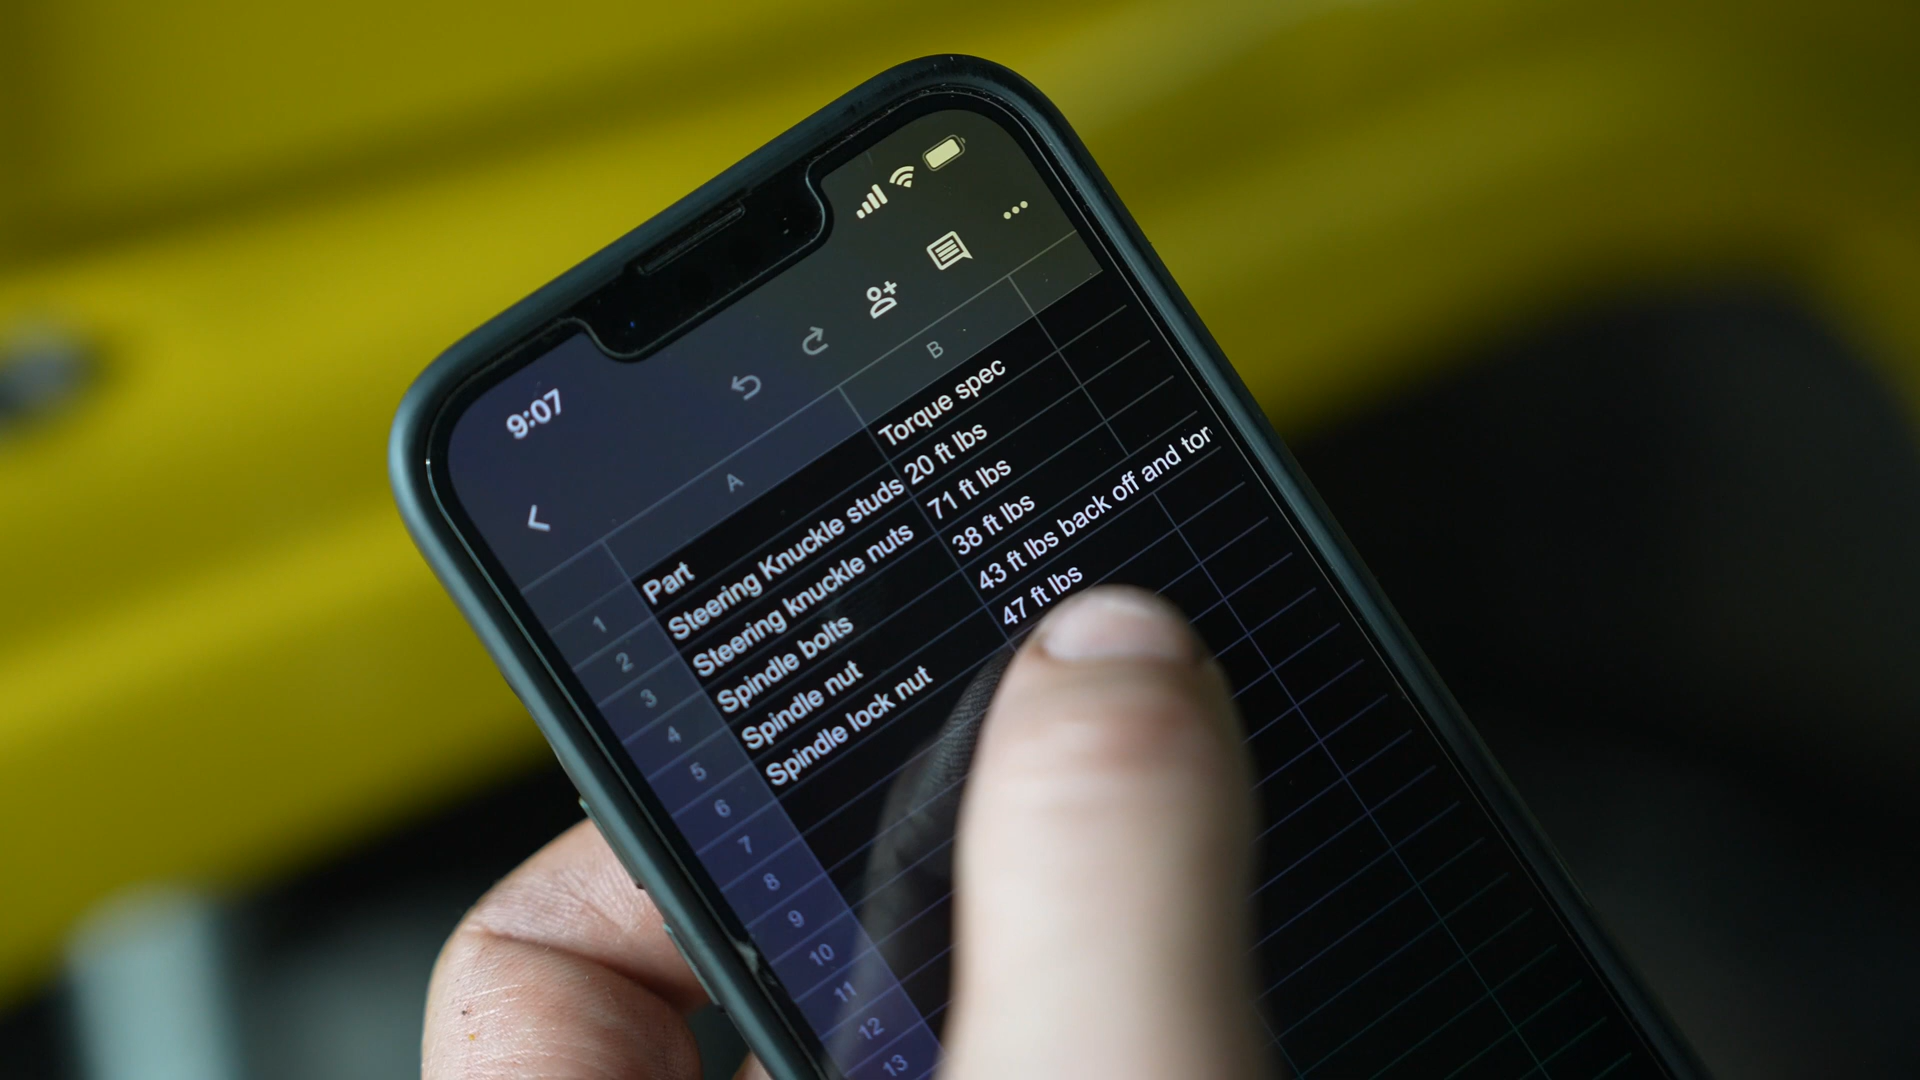 9:07
A B
Part Torque spec
Steering Knuckle studs 20 ft lbs
Steering knuckle nuts 71 ft lbs
Spindle bolts 38 ft lbs
Spindle nut 43 ft lbs back off and tor
Spindle lock nut 47 ft lbs
1
2
3
4
5
6
7
8
9
10
11
12
13